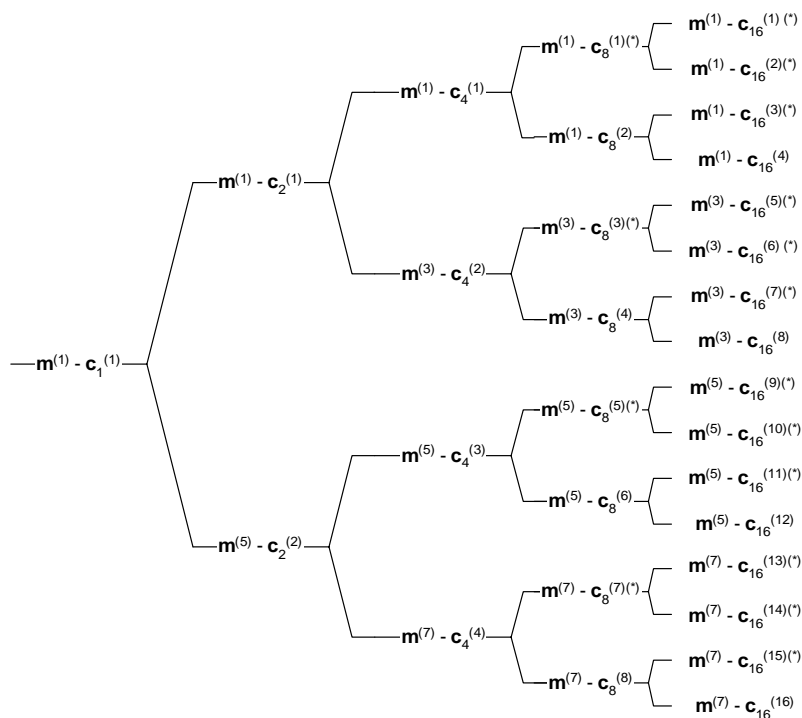 m(1) - c16(1) (*)
m(1) - c8(1)(*)
m(1) - c16(2)(*)
m(1) - c4(1)
m(1) - c16(3)(*)
m(1) - c8(2)
m(1) - c16(4)
m(1) - c2(1)
m(3) - c16(5)(*)
m(3) - c8(3)(*)
m(3) - c16(6) (*)
m(3) - c4(2)
m(3) - c16(7)(*)
m(3) - c8(4)
m(3) - c16(8)
m(1) - c1(1)
m(5) - c16(9)(*)
m(5) - c8(5)(*)
m(5) - c16(10)(*)
m(5) - c4(3)
m(5) - c16(11)(*)
m(5) - c8(6)
m(5) - c16(12)
m(5) - c2(2)
m(7) - c16(13)(*)
m(7) - c8(7)(*)
m(7) - c16(14)(*)
m(7) - c4(4)
m(7) - c16(15)(*)
m(7) - c8(8)
m(7) - c16(16)